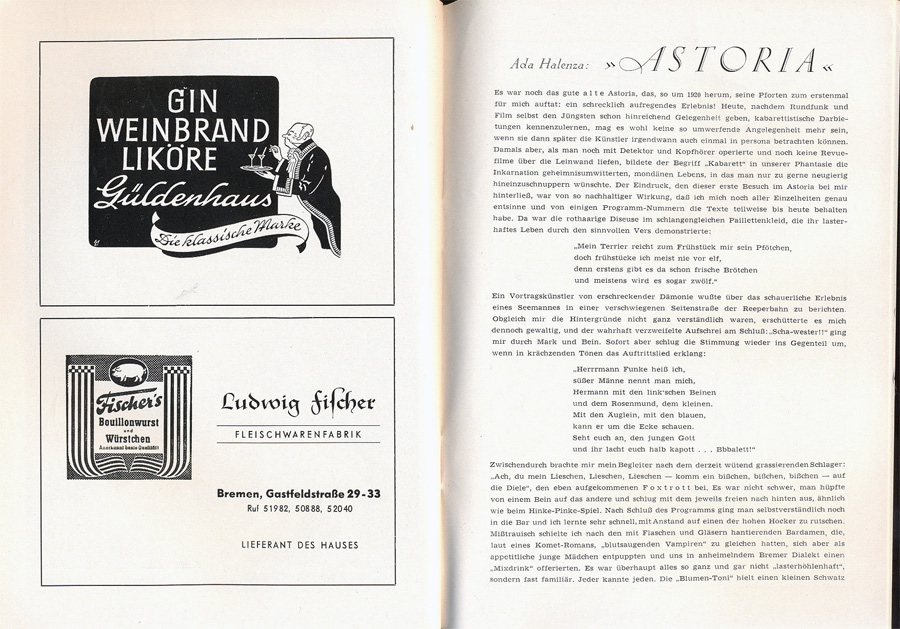 GIN
WEINBRAND
LIKÖRE
Güldenhaus
Die klassische Marke
Fischer's
Bouillonwurst
und
Würstchen
Anerkannt beste Qualität!
Ludwig Fischer
FLEISCHWARENFABRIK
Bremen, Gastfeldstraße 29-33
Ruf 51982, 50888, 52040
LIEFERANT DES HAUSES
Ada Halenza: »ASTORIA«
Es war noch das gute alte Astoria, das, so um 1920 herum, seine Pforten zum erstenmal
für mich auftat: ein schrecklich aufregendes Erlebnis! Heute, nachdem Rundfunk und
Film selbst den Jüngsten schon hinreichend Gelegenheit geben, kabarettistische Darbie-
tungen kennenzulernen, mag es wohl keine so umwerfende Angelegenheit mehr sein,
wenn sie dann später die Künstler irgendwann auch einmal in persona betrachten können.
Damals aber, als man noch mit Detektor und Kopfhörer operierte und noch keine Revue-
filme über die Leinwand liefen, bildete der Begriff „Kabarett" in unserer Phantasie die
Inkarnation geheimnisumwitterten, mondänen Lebens, in das man nur zu gerne neugierig
hineinzuschnuppern wünschte. Der Eindruck, den dieser erste Besuch im Astoria bei mir
hinterließ, war von so nachhaltiger Wirkung, daß ich mich noch aller Einzelheiten genau
entsinne und von einigen Programm-Nummern die Texte teilweise bis heute behalten
habe. Da war die rothaarige Diseuse im schlangengleichen Paillettenkleid, die ihr laster-
haftes Leben durch den sinnvollen Vers demonstrierte:
„Mein Terrier reicht zum Frühstück mir sein Pfötchen,
doch frühstücke ich meist nie vor elf,
denn erstens gibt es da schon frische Brötchen
und meistens wird es sogar zwölf."
Ein Vortragskünstler von erschreckender Dämonie wußte über das schauerliche Erlebnis
eines Seemannes in einer verschwiegenen Seitenstraße der Reeperbahn zu berichten.
Obgleich mir die Hintergründe nicht ganz verständlich waren, erschütterte es mich
dennoch gewaltig, und der wahrhaft verzweifelte Aufschrei am Schluß: „Scha-wester!!" ging
mir durch Mark und Bein. Sofort aber schlug die Stimmung wieder ins Gegenteil um,
wenn in krächzenden Tönen das Auftrittslied erklang:
„Herrrmann Funke heiß ich,
süßer Männe nennt man mich,
Hermann mit den link'schen Beinen
und dem Rosenmund, dem kleinen.
Mit den Äuglein, mit den blauen,
kann er um die Ecke schauen.
Seht euch an, den jungen Gott
und ihr lacht euch halb kapott . . . Bbbalett!"
Zwischendurch brachte mir mein Begleiter nach dem derzeit wütend grassierenden Schlager:
„Ach, du mein Lieschen, Lieschen, Lieschen — komm ein bißchen, bißchen, bißchen — auf
die Diele", den eben aufgekommenen Foxtrott bei. Es war nicht schwer, man hüpfte
von einem Bein auf das andere und schlug mit dem jeweils freien nach hinten aus, ähnlich
wie beim Hinke-Pinke-Spiel. Nach Schluß des Programms ging man selbstverständlich noch
in die Bar und ich lernte sehr schnell, mit Anstand auf einen der hohen Hocker zu rutschen.
Mißtrauisch schielte ich nach den mit Flaschen und Gläsern hantierenden Bardamen, die,
laut eines Komet-Romans, „blutsaugenden Vampiren" zu gleichen hatten, sich aber als
appetitliche junge Mädchen entpuppten und uns in anheimelndem Bremer Dialekt einen
„Mixdrink" offerierten. Es war überhaupt alles so ganz und gar nicht „lasterhöhlenhaft",
sondern fast familiär. Jeder kannte jeden. Die „Blumen-Toni" hielt einen kleinen Schwatz